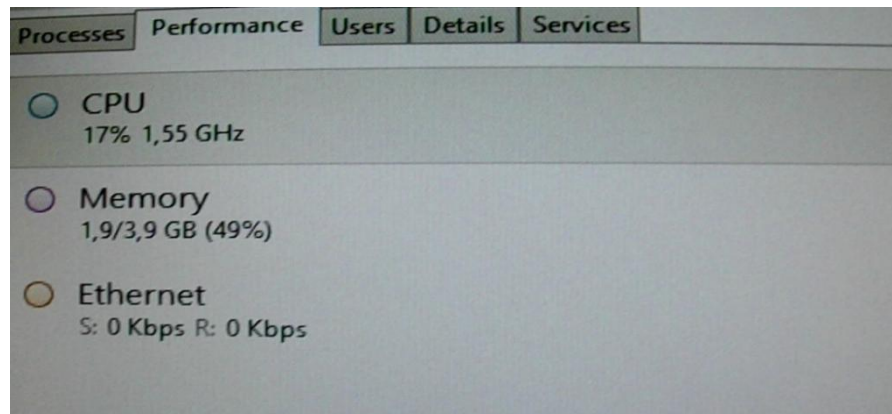 Processes Performance Users Details Services
CPU
17% 1,55 GHz
Memory
1,9/3,9 GB (49%)
Ethernet
S: 0 Kbps R: 0 Kbps